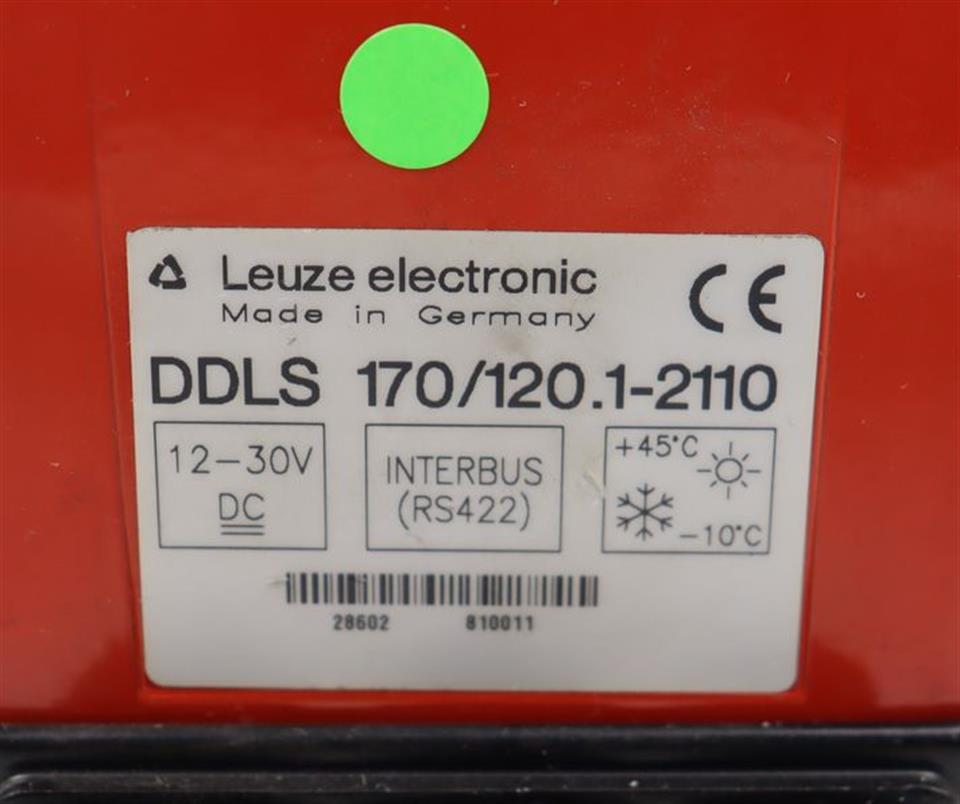 Leuze electronic
Made in Germany
CE
DDLS 170/120.1-2110
12-30V
DC
INTERBUS
(RS422)
+45°C
-10°C
28602 810011